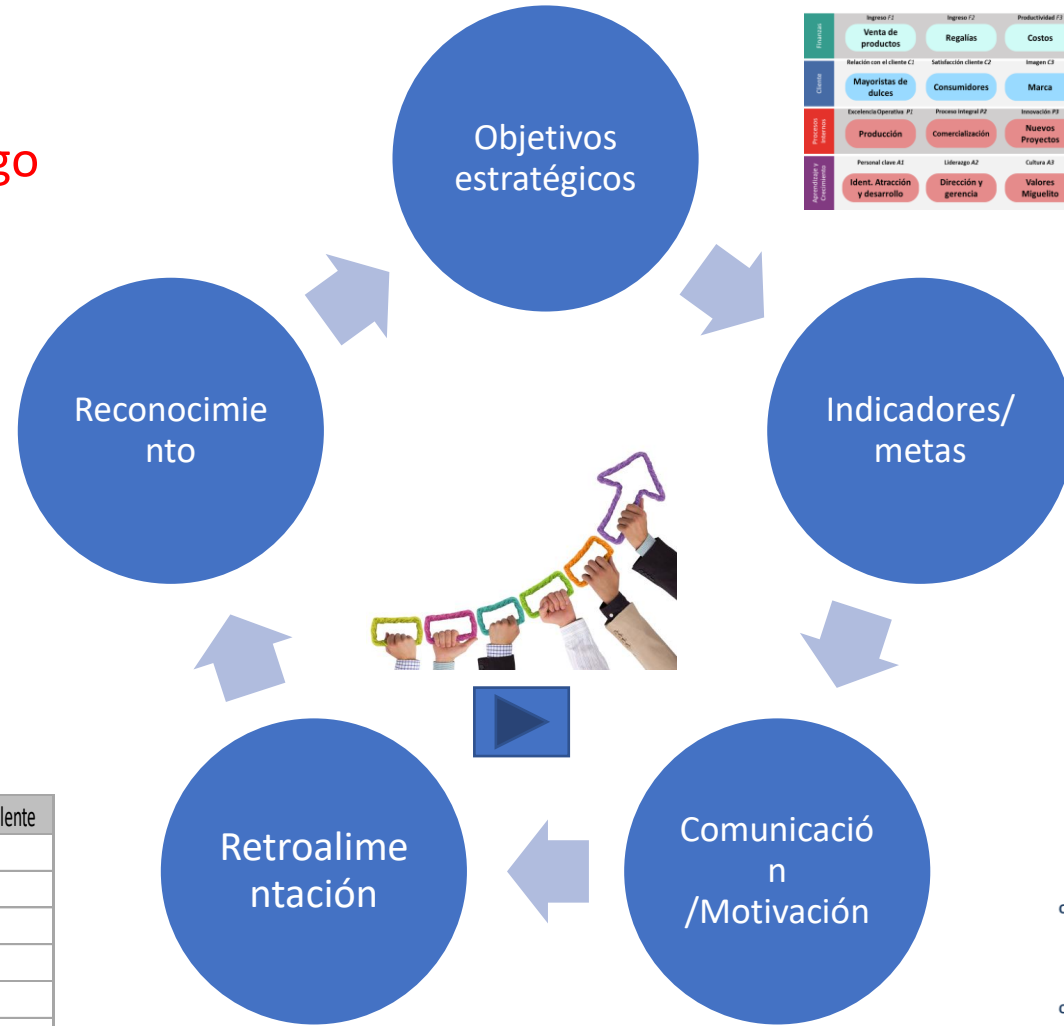 Objetivos
estratégicos
Finanzas
Ingreso F1
Ingreso F2
Productividad F3
Venta de
productos
Regalías
Costos
Cliente
Relación con el cliente C1
Satisfacción cliente C2
Imagen C3
Mayoristas de
dulces
Consumidores
Marca
Procesos
Internos
Excelencia Operativa P1
Proceso integral P2
Innovación P3
Producción
Comercialización
Nuevos
Proyectos
Aprendizaje y
Crecimiento
Personal clave A1
Liderazgo A2
Cultura A3
Ident. Atracción
y desarrollo
Dirección y
gerencia
Valores
Miguelito
go
Reconocimie
nto
Indicadores/
metas
Retroalime
ntación
Comunicació
n
/Motivación
lente